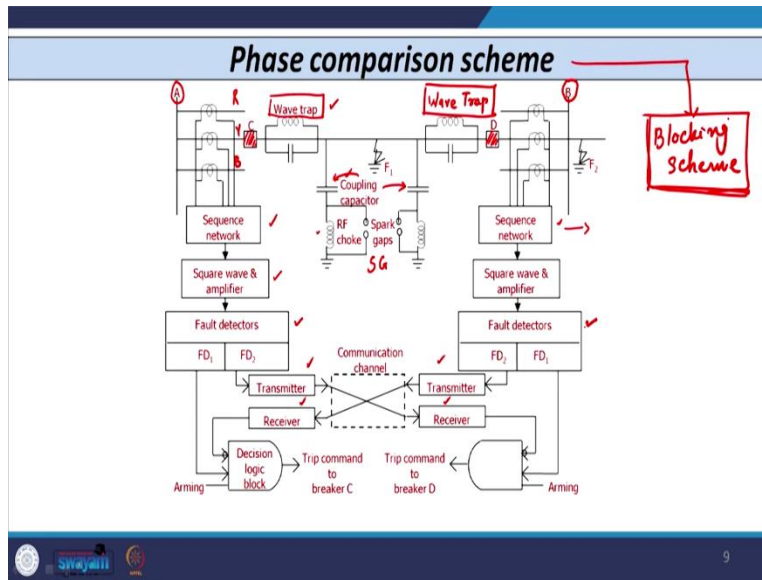 Phase comparison scheme
A
R
Wave trap
Wave Trap
B
Y
C
D
B
F1
F2
Blocking
scheme
Coupling
capacitor
RF
choke
Spark
gaps
SG
Sequence
network
Sequence
network
Square wave &
amplifier
Square wave &
amplifier
Fault detectors
Fault detectors
FD1
FD2
FD2
FD1
Communication
channel
Transmitter
Transmitter
Receiver
Receiver
Decision
logic
block
Trip command
to
breaker C
Trip command
to
breaker D
Arming
Arming
swayam
9